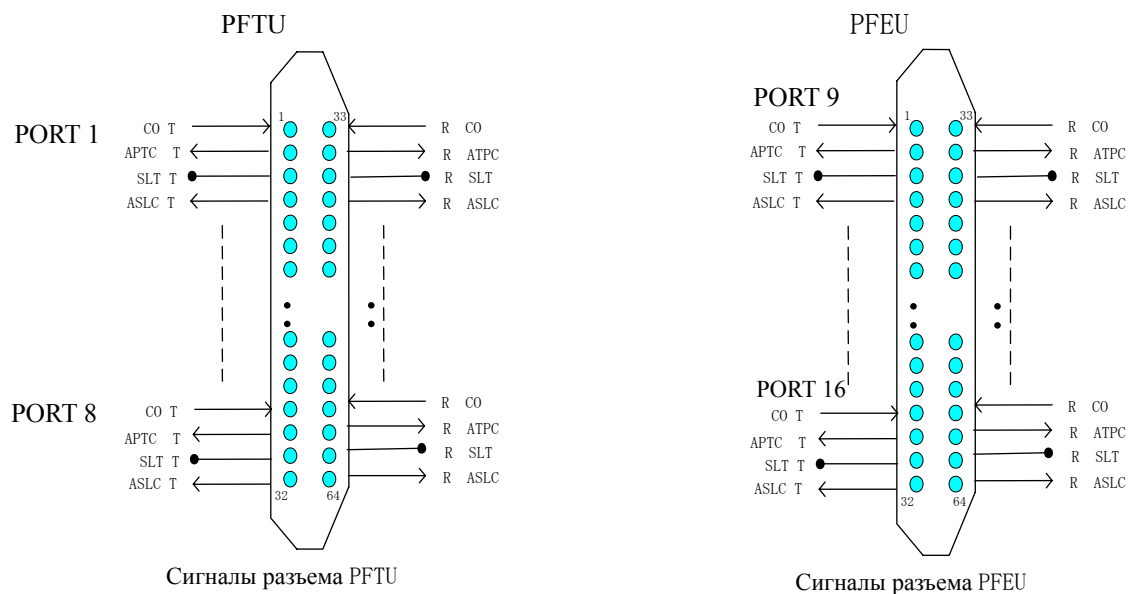 PFTU
PORT 1
1 33
CO T R CO
APTC T R ATPC
SLT T R SLT
ASLC T R ASLC
PORT 8
CO T R CO
APTC T R ATPC
SLT T R SLT
ASLC T R ASLC
32 64
Сигналы разъема PFTU
PFEU
PORT 9
1 33
CO T R CO
APTC T R ATPC
SLT T R SLT
ASLC T R ASLC
PORT 16
CO T R CO
APTC T R ATPC
SLT T R SLT
ASLC T R ASLC
32 64
Сигналы разъема PFEU